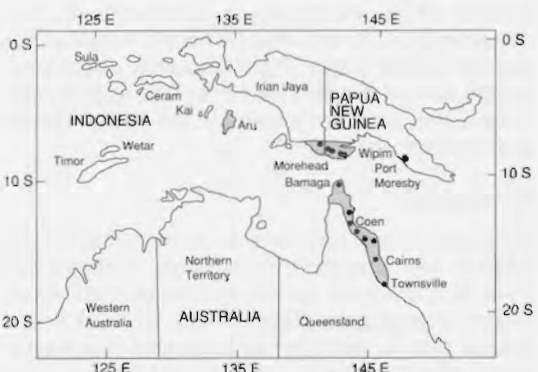 125 E 135 E 145 E
0 S 0 S
Sula
Irian Jaya
Ceram
PAPUA
NEW
GUINEA
Kai
INDONESIA
Aru
Wetar
Wipim
Timor
Morehead
Port
Moresby
Bamaga
10 S 10 S
Coen
Northern
Territory
Cairns
Townsville
Western
Australia
AUSTRALIA
Queensland
20 S 20 S
125 E 135 E 145 E